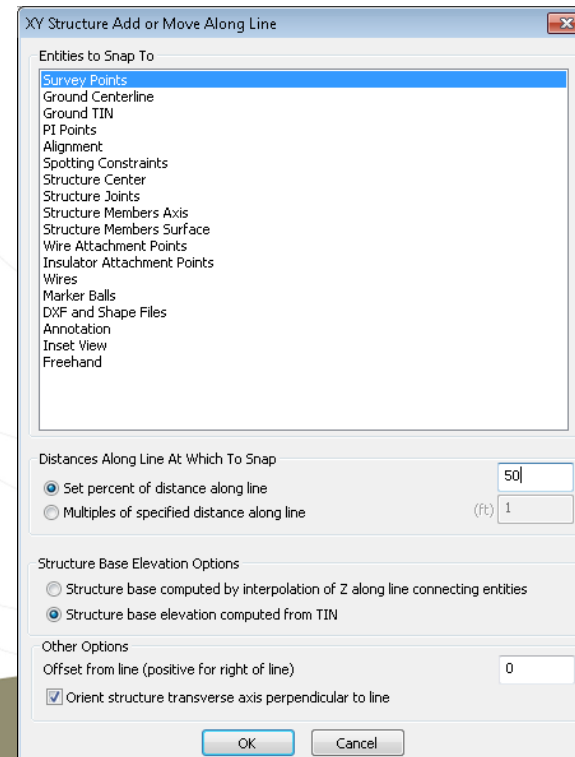 XY Structure Add or Move Along Line
Entities to Snap To
Survey Points
Ground Centerline
Ground TIN
PI Points
Alignment
Spotting Constraints
Structure Center
Structure Joints
Structure Members Axis
Structure Members Surface
Wire Attachment Points
Insulator Attachment Points
Wires
Marker Balls
DXF and Shape Files
Annotation
Inset View
Freehand
Distances Along Line At Which To Snap
Set percent of distance along line 50
Multiples of specified distance along line (ft) 1
Structure Base Elevation Options
Structure base computed by interpolation of Z along line connecting entities
Structure base elevation computed from TIN
Other Options
Offset from line (positive for right of line) 0
Orient structure transverse axis perpendicular to line
OK Cancel